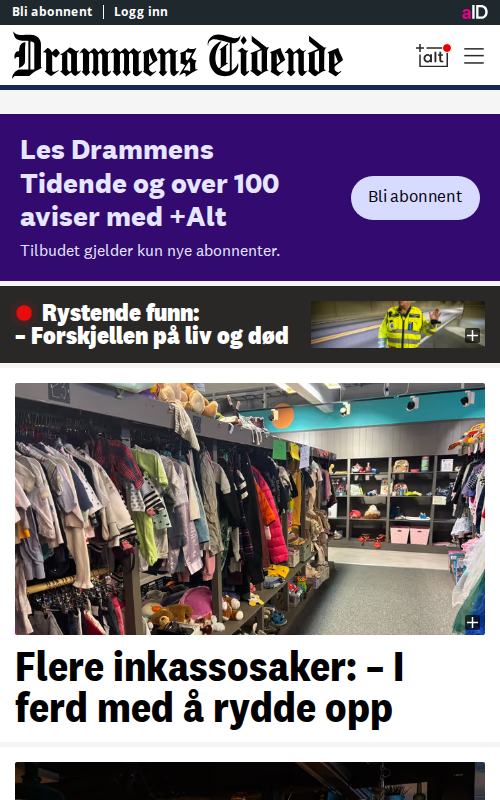 Bli abonnent
Logg inn
aID
Drammens Tidende
+alt
Les Drammens
Tidende og over 100
aviser med +Alt
Tilbudet gjelder kun nye abonnenter.
Bli abonnent
Rystende funn:
– Forskjellen på liv og død
Flere inkassosaker: – I
ferd med å rydde opp